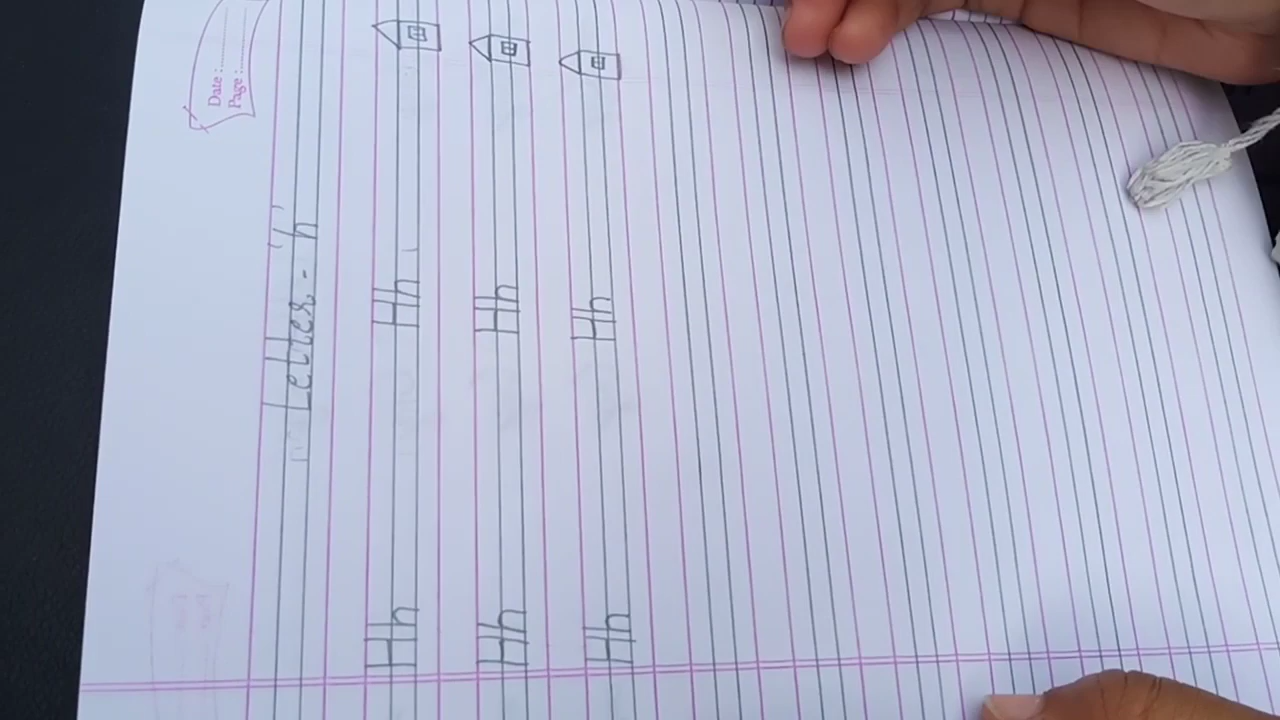 Date :..............
Page :..............
Letter - 'h'
Hh Hh
Hh Hh
Hh Hh